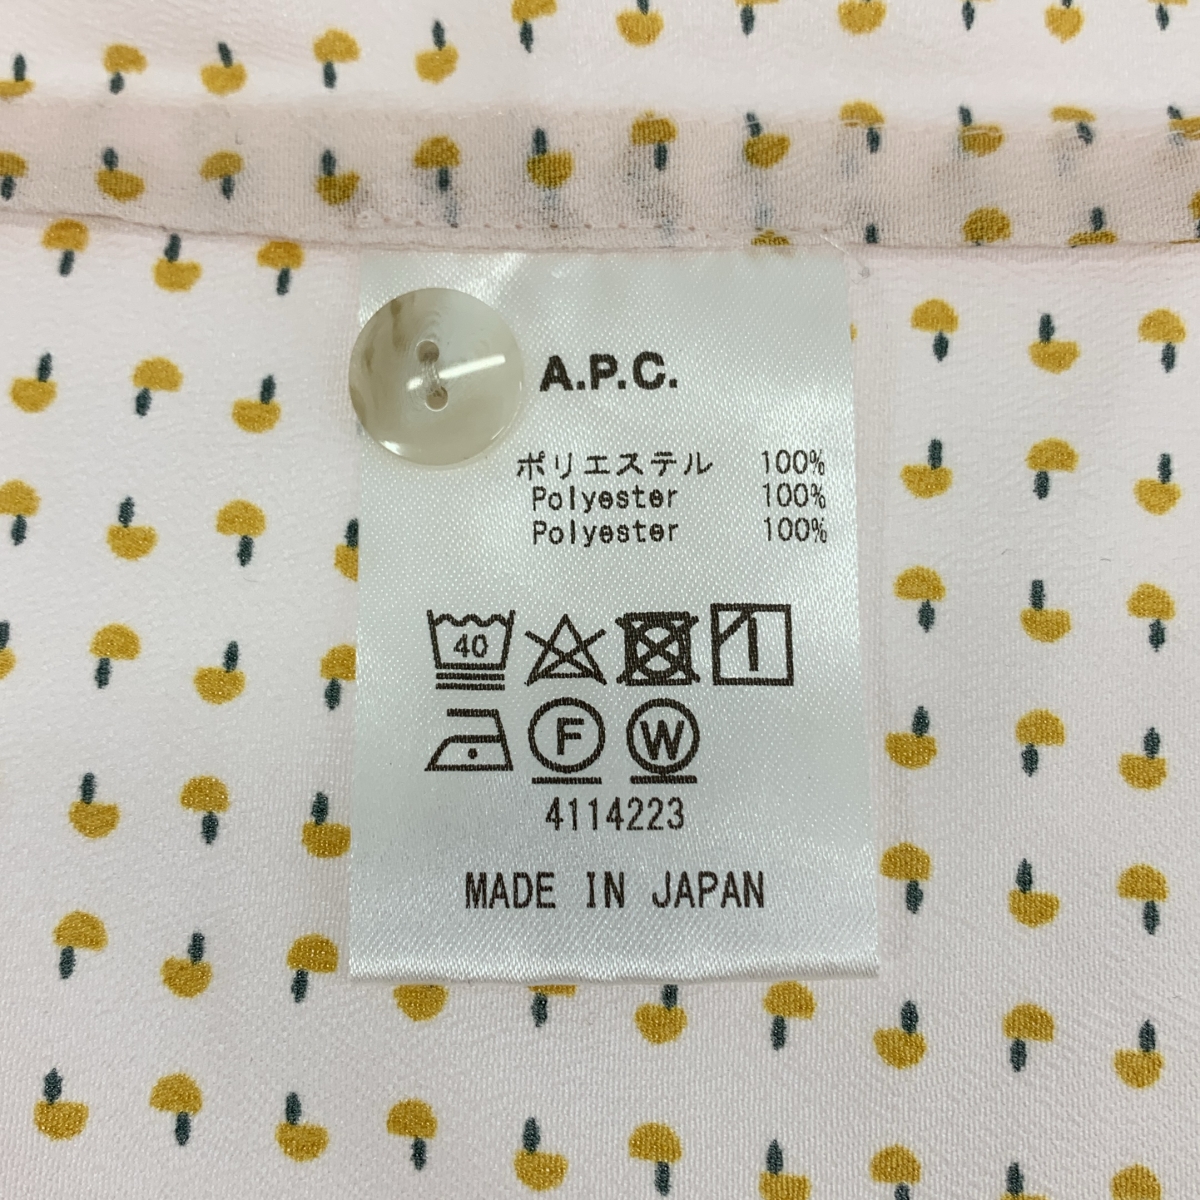 A.P.C.
ポリエステル 100%
Polyester 100%
Polyester 100%
40
F W
4114223
MADE IN JAPAN